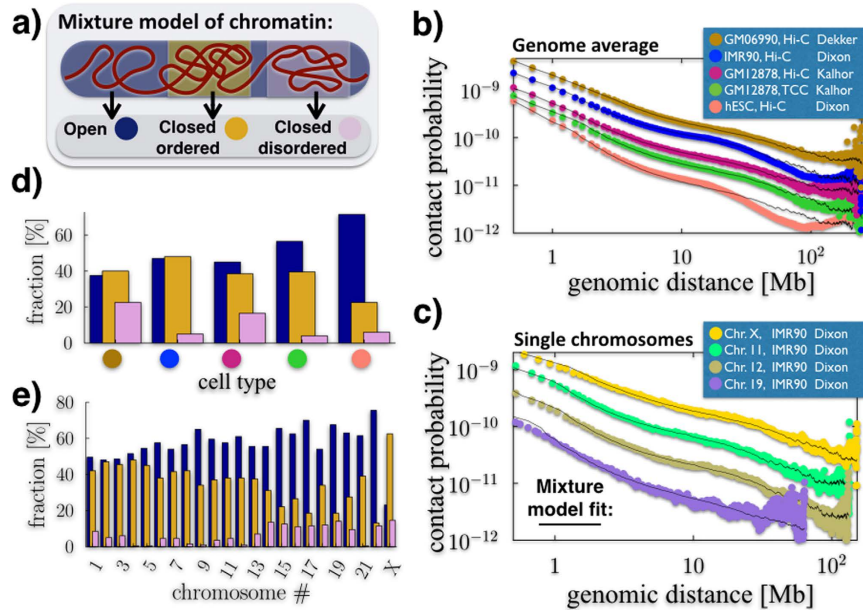 a) Mixture model of chromatin:
Open
Closed ordered
Closed disordered
b)
Genome average
GM06990, Hi-C Dekker
IMR90, Hi-C Dixon
GM12878, Hi-C Kalhor
GM12878, TCC Kalhor
hESC, Hi-C Dixon
contact probability
10⁻⁹
10⁻¹⁰
10⁻¹¹
10⁻¹²
1
10
10²
genomic distance [Mb]
c)
Single chromosomes
Chr. X, IMR90 Dixon
Chr. 11, IMR90 Dixon
Chr. 12, IMR90 Dixon
Chr. 19, IMR90 Dixon
contact probability
10⁻⁹
10⁻¹⁰
10⁻¹¹
10⁻¹²
Mixture
model fit:
1
10
10²
genomic distance [Mb]
d)
fraction [%]
60
40
20
0
cell type
e)
fraction [%]
80
60
40
20
0
1 3 5 7 9 11 13 15 17 19 21 X
chromosome #